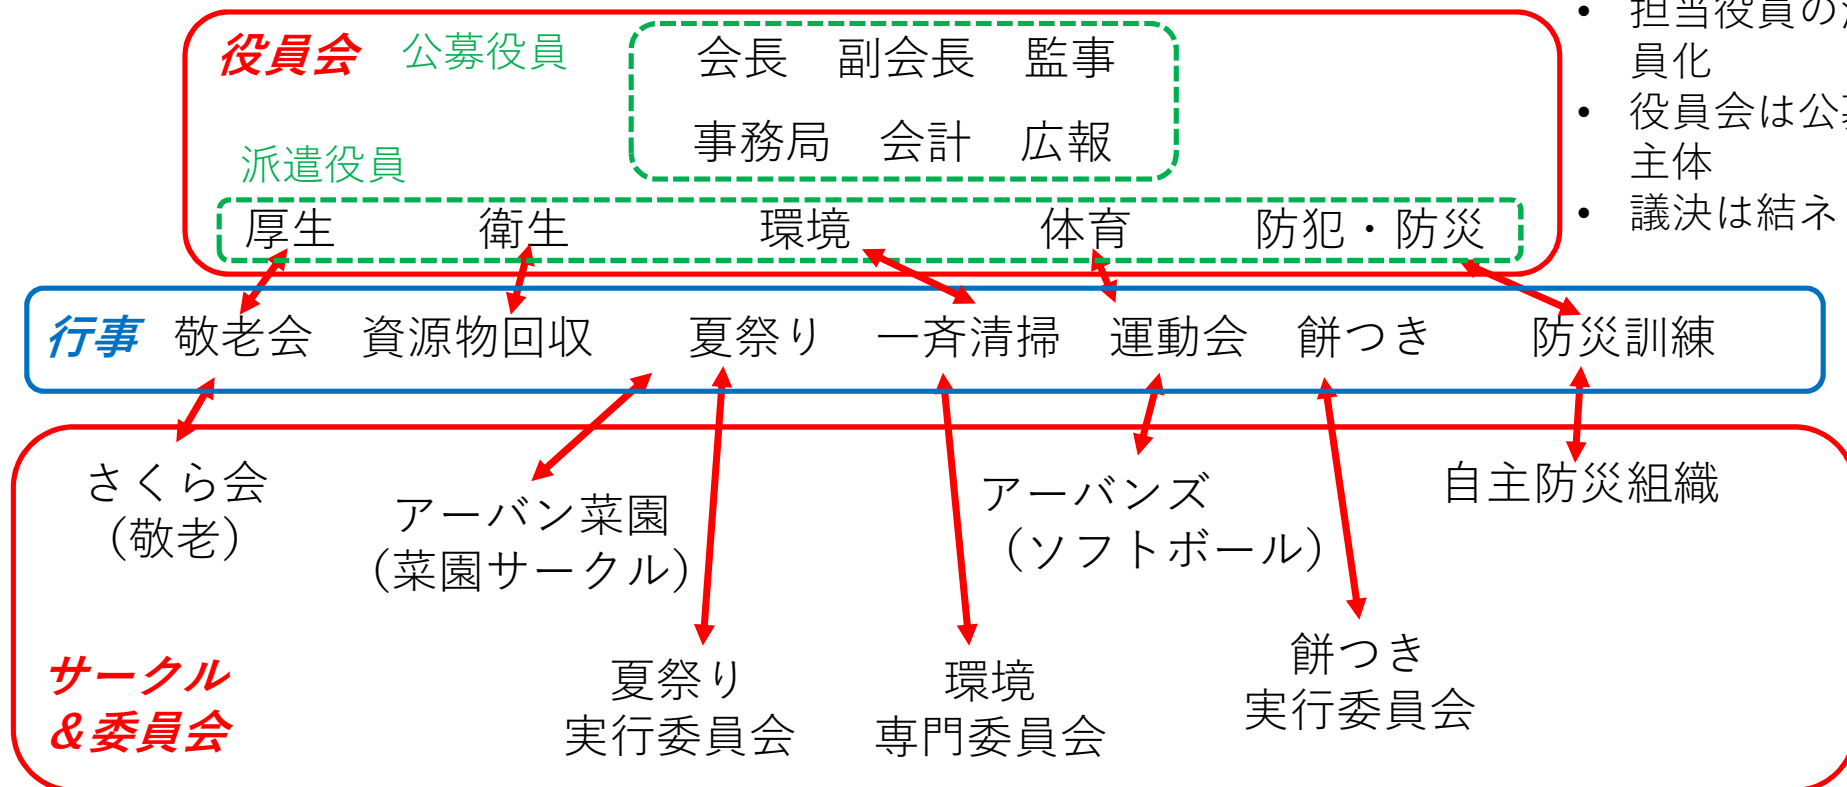 役員会 公募役員
会長 副会長 監事
事務局 会計 広報
派遣役員
厚生 衛生 環境 体育 防犯・防災
• 担当役員の
員化
• 役員会は公募
主体
• 議決は結ネ
行事 敬老会 資源物回収 夏祭り 一斉清掃 運動会 餅つき 防災訓練
さくら会
（敬老）
アーバン菜園
（菜園サークル）
アーバンズ
（ソフトボール）
自主防災組織
夏祭り
実行委員会
環境
専門委員会
餅つき
実行委員会
サークル
&委員会